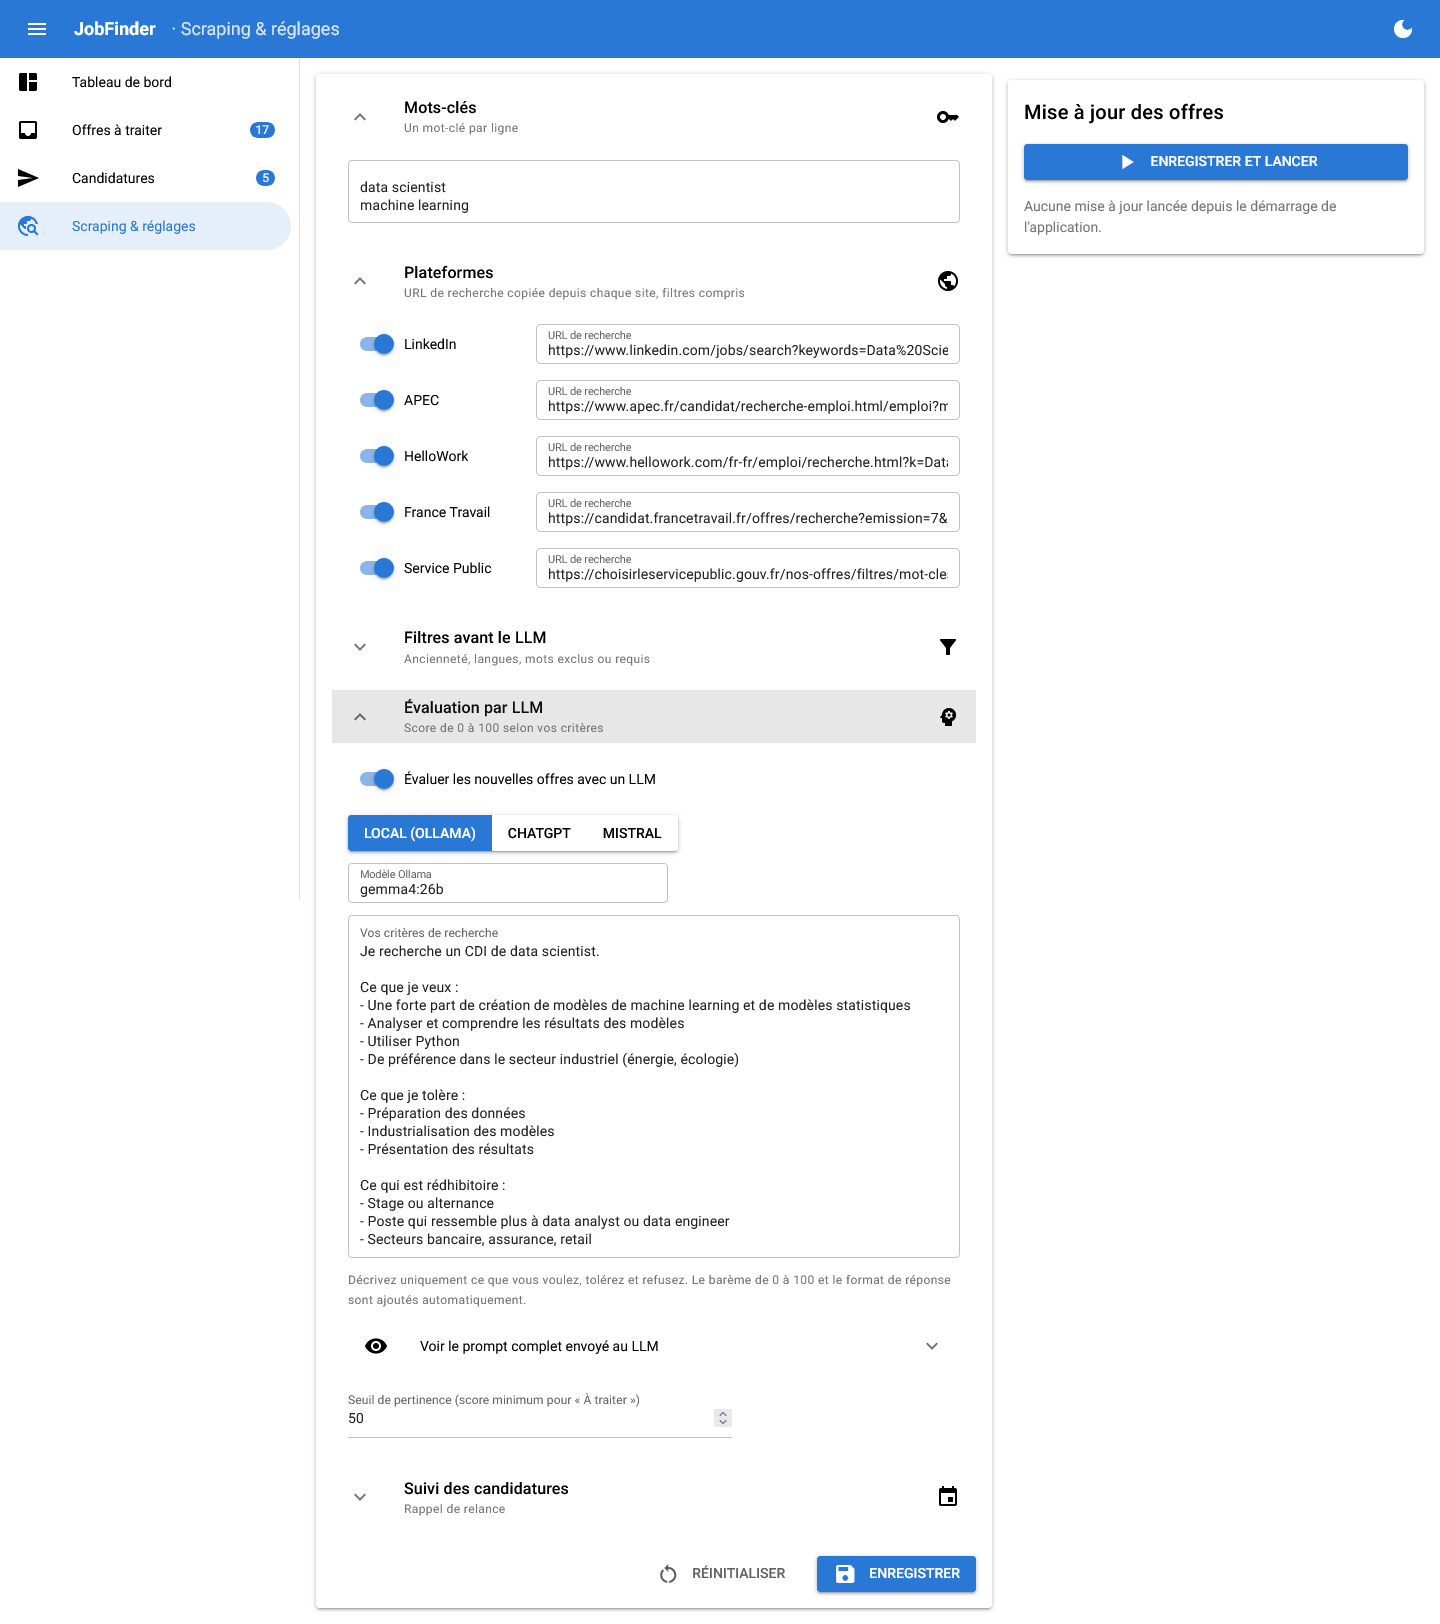 JobFinder · Scraping & réglages
Tableau de bord
Offres à traiter 17
Candidatures 5
Scraping & réglages
Mots-clés
Un mot-clé par ligne
data scientist
machine learning
Plateformes
URL de recherche copiée depuis chaque site, filtres compris
LinkedIn
URL de recherche
https://www.linkedin.com/jobs/search?keywords=Data%20Scie
APEC
URL de recherche
https://www.apec.fr/candidat/recherche-emploi.html/emploi?m
HelloWork
URL de recherche
https://www.hellowork.com/fr-fr/emploi/recherche.html?k=Data
France Travail
URL de recherche
https://candidat.francetravail.fr/offres/recherche?emission=7&
Service Public
URL de recherche
https://choisirleservicepublic.gouv.fr/nos-offres/filtres/mot-cle
Filtres avant le LLM
Ancienneté, langues, mots exclus ou requis
Évaluation par LLM
Score de 0 à 100 selon vos critères
Évaluer les nouvelles offres avec un LLM
LOCAL (OLLAMA) CHATGPT MISTRAL
Modèle Ollama
gemma4:26b
Vos critères de recherche
Je recherche un CDI de data scientist.
Ce que je veux :
- Une forte part de création de modèles de machine learning et de modèles statistiques
- Analyser et comprendre les résultats des modèles
- Utiliser Python
- De préférence dans le secteur industriel (énergie, écologie)
Ce que je tolère :
- Préparation des données
- Industrialisation des modèles
- Présentation des résultats
Ce qui est rédhibitoire :
- Stage ou alternance
- Poste qui ressemble plus à data analyst ou data engineer
- Secteurs bancaire, assurance, retail
Décrivez uniquement ce que vous voulez, tolérez et refusez. Le barème de 0 à 100 et le format de réponse
sont ajoutés automatiquement.
Voir le prompt complet envoyé au LLM
Seuil de pertinence (score minimum pour « À traiter »)
50
Suivi des candidatures
Rappel de relance
RÉINITIALISER ENREGISTRER
Mise à jour des offres
ENREGISTRER ET LANCER
Aucune mise à jour lancée depuis le démarrage de
l'application.